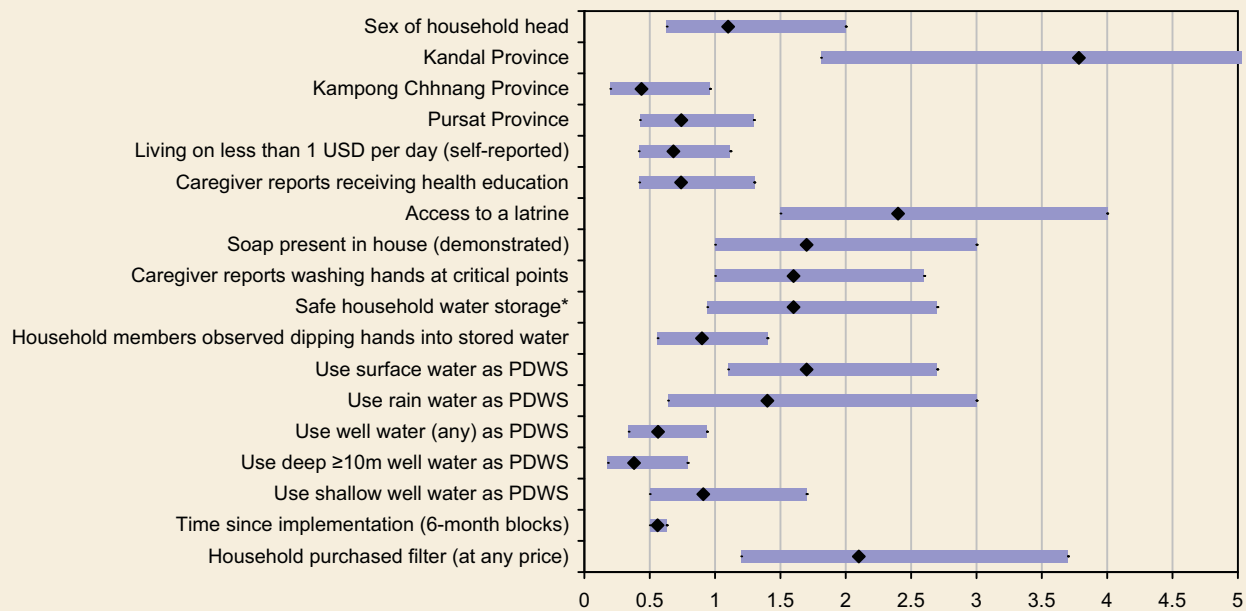 Sex of household head
Kandal Province
Kampong Chhnang Province
Pursat Province
Living on less than 1 USD per day (self-reported)
Caregiver reports receiving health education
Access to a latrine
Soap present in house (demonstrated)
Caregiver reports washing hands at critical points
Safe household water storage*
Household members observed dipping hands into stored water
Use surface water as PDWS
Use rain water as PDWS
Use well water (any) as PDWS
Use deep ≥10m well water as PDWS
Use shallow well water as PDWS
Time since implementation (6-month blocks)
Household purchased filter (at any price)
0 0.5 1 1.5 2 2.5 3 3.5 4 4.5 5